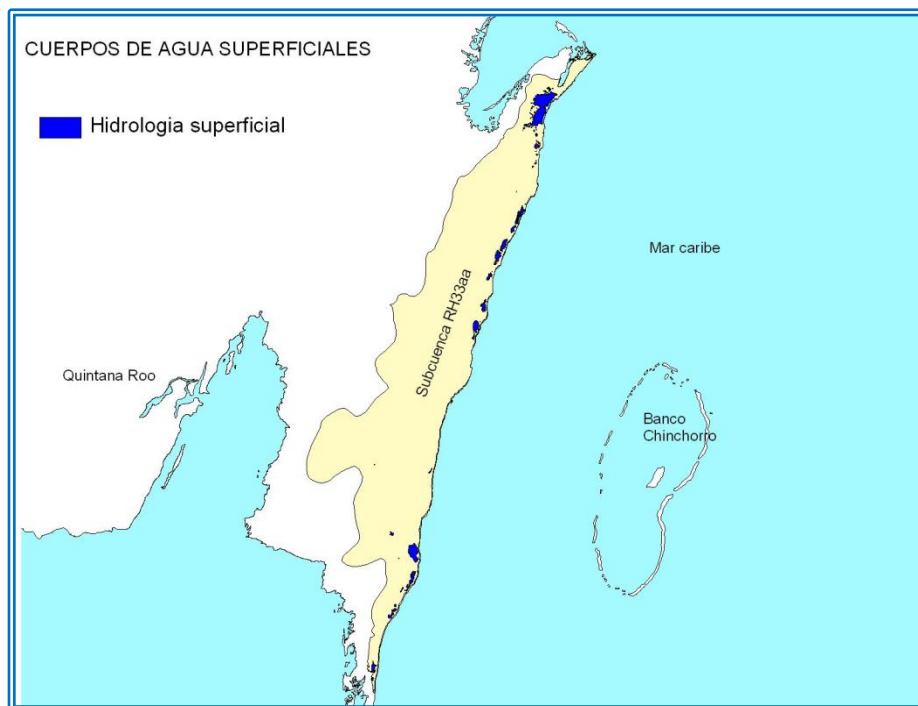 CUERPOS DE AGUA SUPERFICIALES
Hidrologia superficial
Mar caribe
Subcuenca RH33aa
Quintana Roo
Banco
Chinchorro